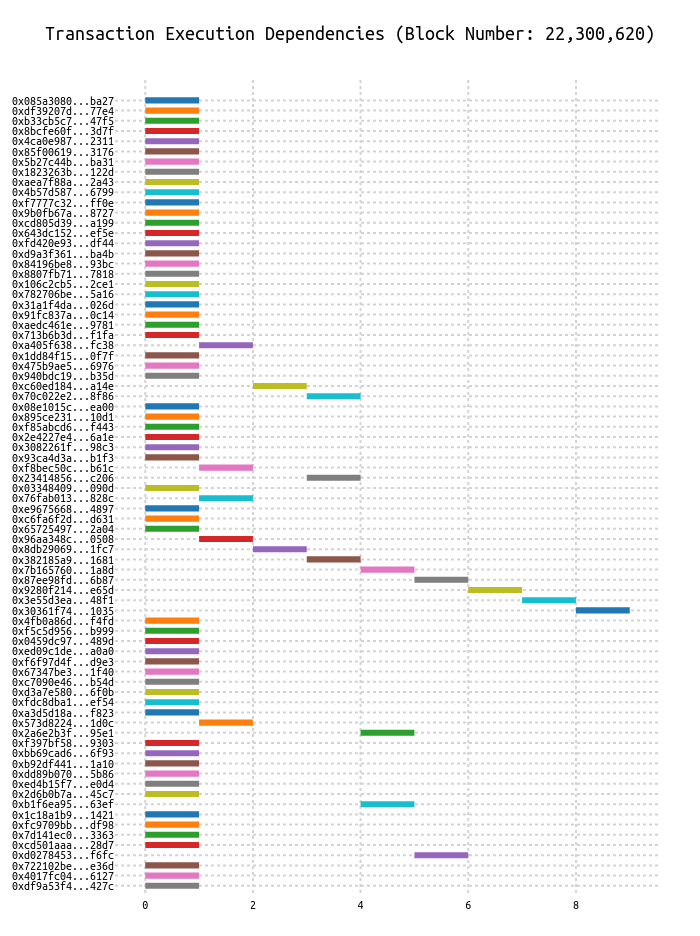 Transaction Execution Dependencies (Block Number: 22,300,620)
0x085a3080...ba27
0xdf39207d...77e4
0xb33cb5c7...47f5
0x8bcfe60f...3d7f
0x4ca0e987...2311
0x85f00619...3176
0x5b27c44b...ba31
0x1823263b...122d
0xaea7f88a...2a43
0x4b57d587...6799
0xf7777c32...ff0e
0x9b0fb67a...8727
0xcd805d39...a199
0x643dc152...ef5e
0xfd420e93...df44
0xd9a3f361...ba4b
0x84196be8...93bc
0x8807fb71...7818
0x106c2cb5...2ce1
0x782706be...5a16
0x31a1f4da...026d
0x91fc837a...0c14
0xaedc461e...9781
0x713b6b3d...f1fa
0xa405f638...fc38
0x1dd84f15...0f7f
0x475b9ae5...6976
0x940bdc19...b35d
0xc60ed184...a14e
0x70c022e2...8f86
0x08e1015c...ea00
0x895ce231...10d1
0xf85abcd6...f443
0x2e4227e4...6a1e
0x3082261f...98c3
0x93ca4d3a...b1f3
0xf8bec50c...b61c
0x23414856...c206
0x03348409...090d
0x76fab013...828c
0xe9675668...4897
0xc6fa6f2d...d631
0x65725497...2a04
0x96aa348c...0508
0x8db29069...1fc7
0x382185a9...1681
0x7b165760...1a8d
0x87ee98fd...6b87
0x9280f214...e65d
0x3e55d3ea...48f1
0x30361f74...1035
0x4fb0a86d...f4fd
0xf5c5d956...b999
0x0459dc97...489d
0xed09c1de...a0a0
0xf6f97d4f...d9e3
0x67347be3...1f40
0xc7090e46...b54d
0xd3a7e580...6f0b
0xfdc8dba1...ef54
0xa3d5d18a...f823
0x573d8224...1d0c
0x2a6e2b3f...95e1
0xf397bf58...9303
0xbb69cad6...6f93
0xb92df441...1a10
0xdd89b070...5b86
0xed4b15f7...e0d4
0x2d6b0b7a...45c7
0xb1f6ea95...63ef
0x1c18a1b9...1421
0xfc9709bb...df98
0x7d141ec0...3363
0xcd501aaa...28d7
0xd0278453...f6fc
0x722102be...e36d
0x4017fc04...6127
0xdf9a53f4...427c
0 2 4 6 8